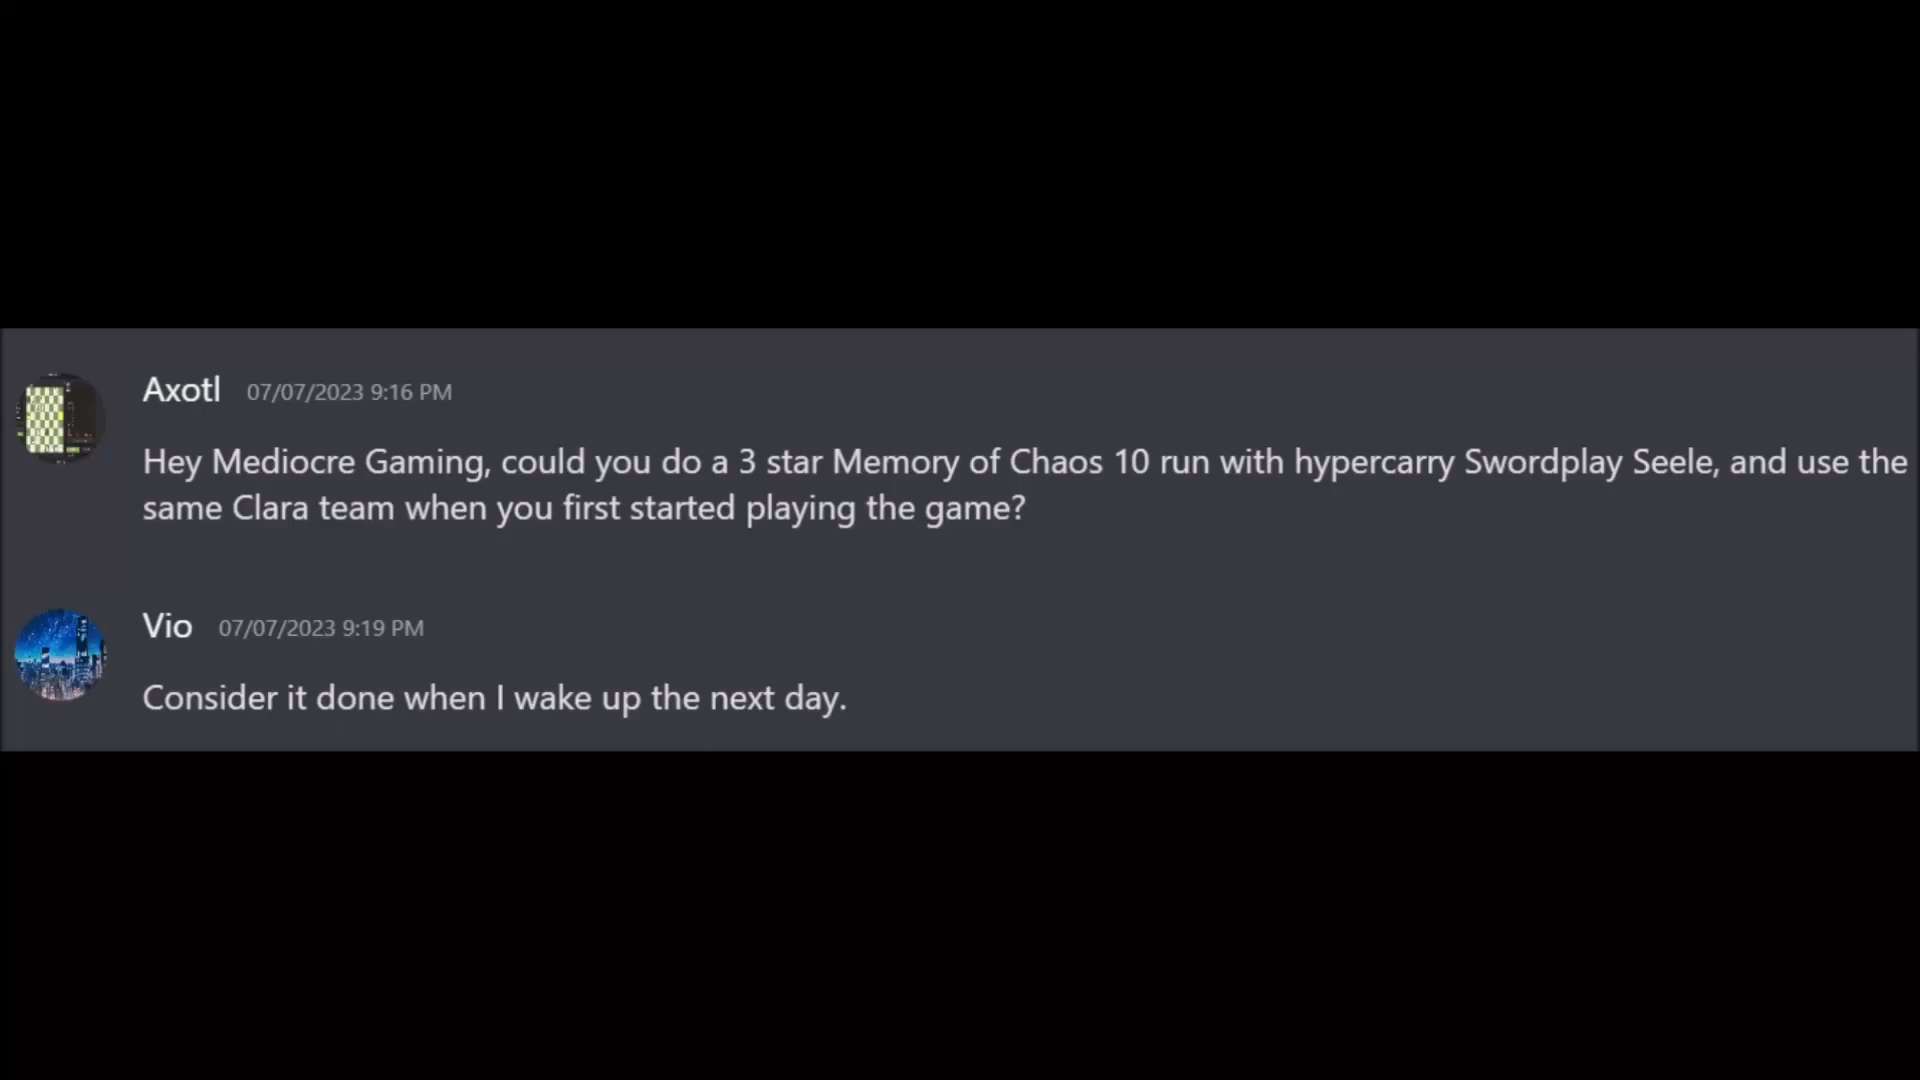 Axotl 07/07/2023 9:16 PM
Hey Mediocre Gaming, could you do a 3 star Memory of Chaos 10 run with hypercarry Swordplay Seele, and use the
same Clara team when you first started playing the game?
Vio 07/07/2023 9:19 PM
Consider it done when I wake up the next day.